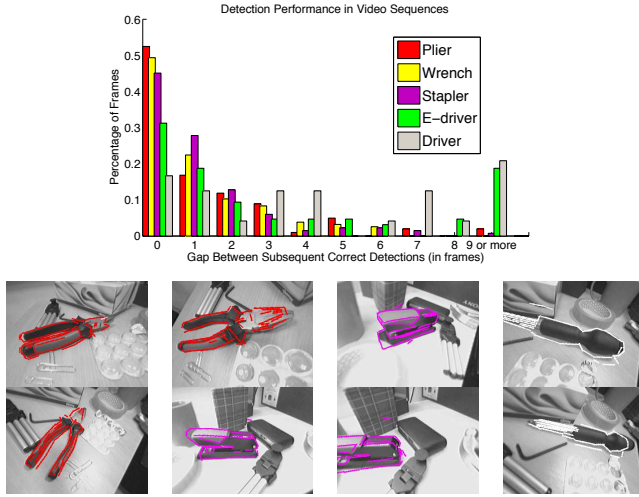 Detection Performance in Video Sequences
Percentage of Frames
0.6
0.5
0.4
0.3
0.2
0.1
0
Plier
Wrench
Stapler
E-driver
Driver
0 1 2 3 4 5 6 7 8 9 or more
Gap Between Subsequent Correct Detections (in frames)